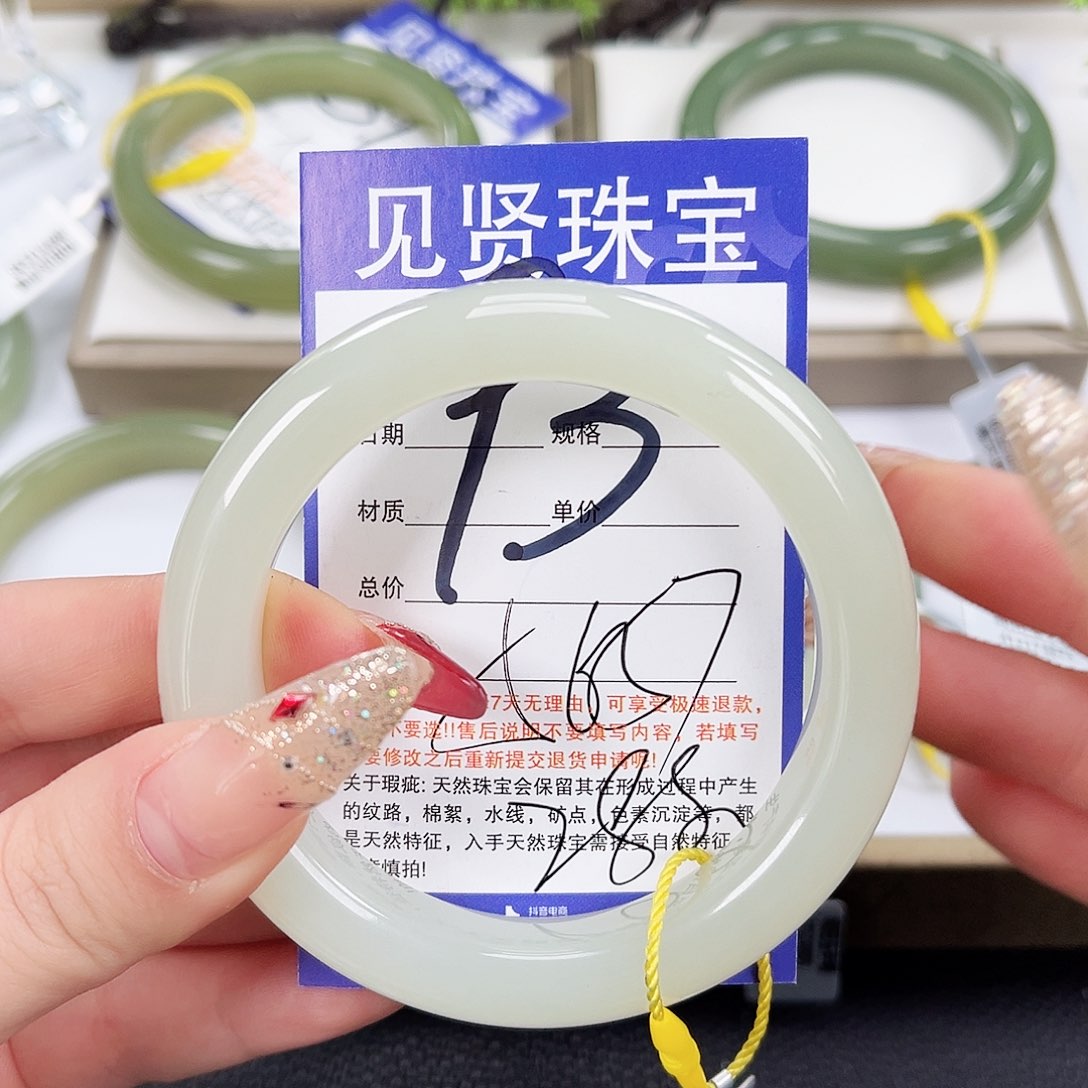 见贤珠宝
见贤珠宝
13
日期 规格
材质 单价
总价
7天无理由，可享受极速退款，
不要选!!售后说明不要填写内容，若填写
要修改之后重新提交退货申请呢!
关于瑕疵: 天然珠宝会保留其在形成过程中产生
的纹路，棉絮，水线，矿点，色素沉淀等，都
是天然特征，入手天然珠宝需接受自然特征
慎拍!
抖音电商